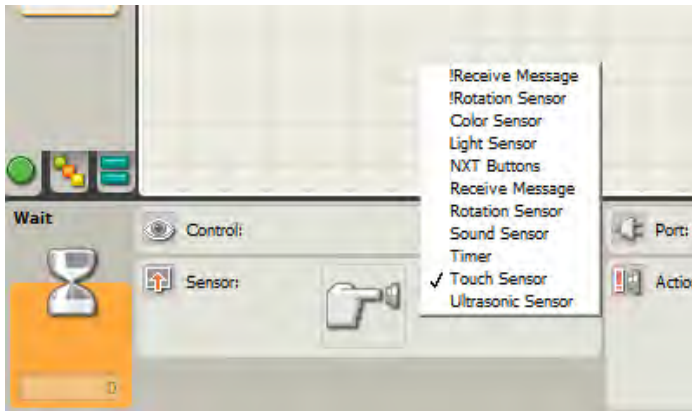 !Receive Message
!Rotation Sensor
Color Sensor
Light Sensor
NXT Buttons
Receive Message
Rotation Sensor
Sound Sensor
Timer
✓ Touch Sensor
Ultrasonic Sensor
Wait
Control:
Port:
Sensor:
Actio
0